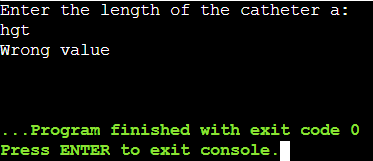 Enter the length of the catheter a:
hgt
Wrong value
...Program finished with exit code 0
Press ENTER to exit console.